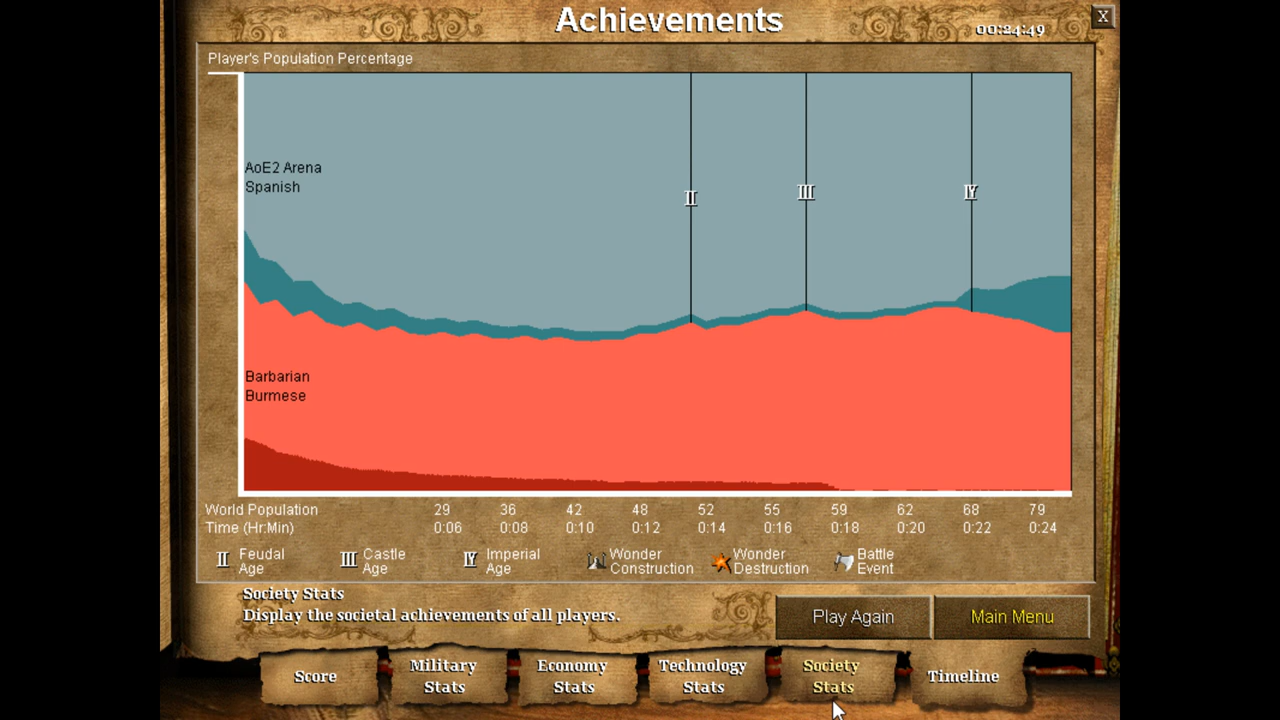 Achievements
00:24:49
X
Player's Population Percentage
AoE2 Arena
Spanish
II
III
IV
Barbarian
Burmese
World Population 29 36 42 48 52 55 59 62 68 79
Time (Hr:Min) 0:06 0:08 0:10 0:12 0:14 0:16 0:18 0:20 0:22 0:24
II Feudal Age
III Castle Age
IV Imperial Age
Wonder Construction
Wonder Destruction
Battle Event
Society Stats
Display the societal achievements of all players.
Play Again
Main Menu
Score
Military Stats
Economy Stats
Technology Stats
Society Stats
Timeline